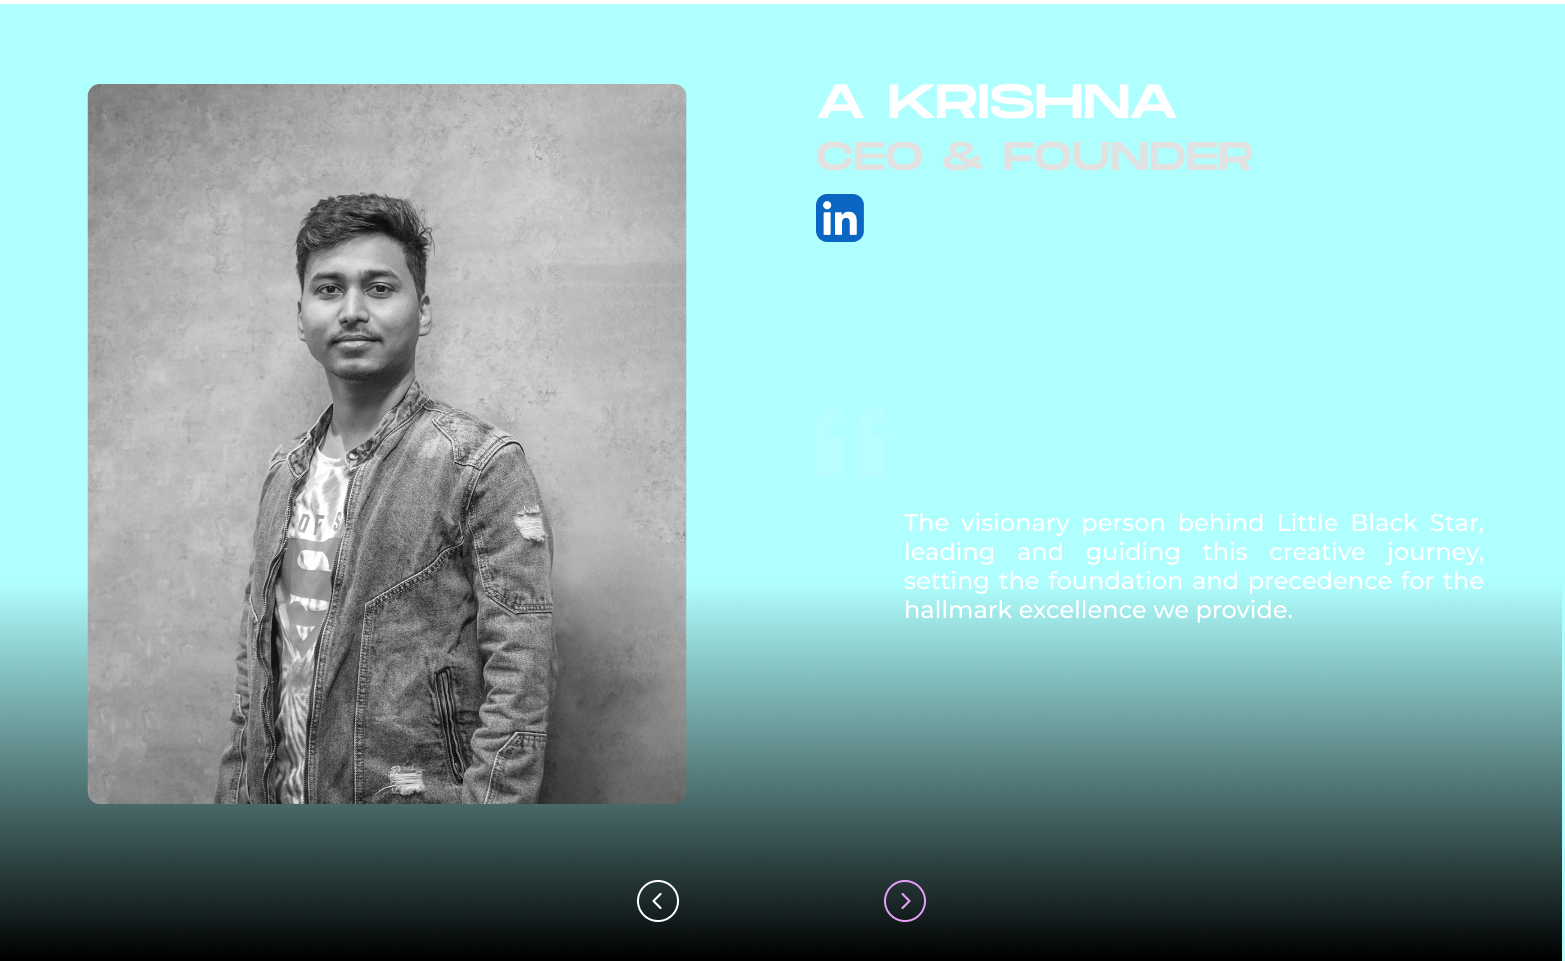 A KRISHNA
CEO & FOUNDER
in
“
The visionary person behind Little Black Star,
leading and guiding this creative journey,
setting the foundation and precedence for the
hallmark excellence we provide.